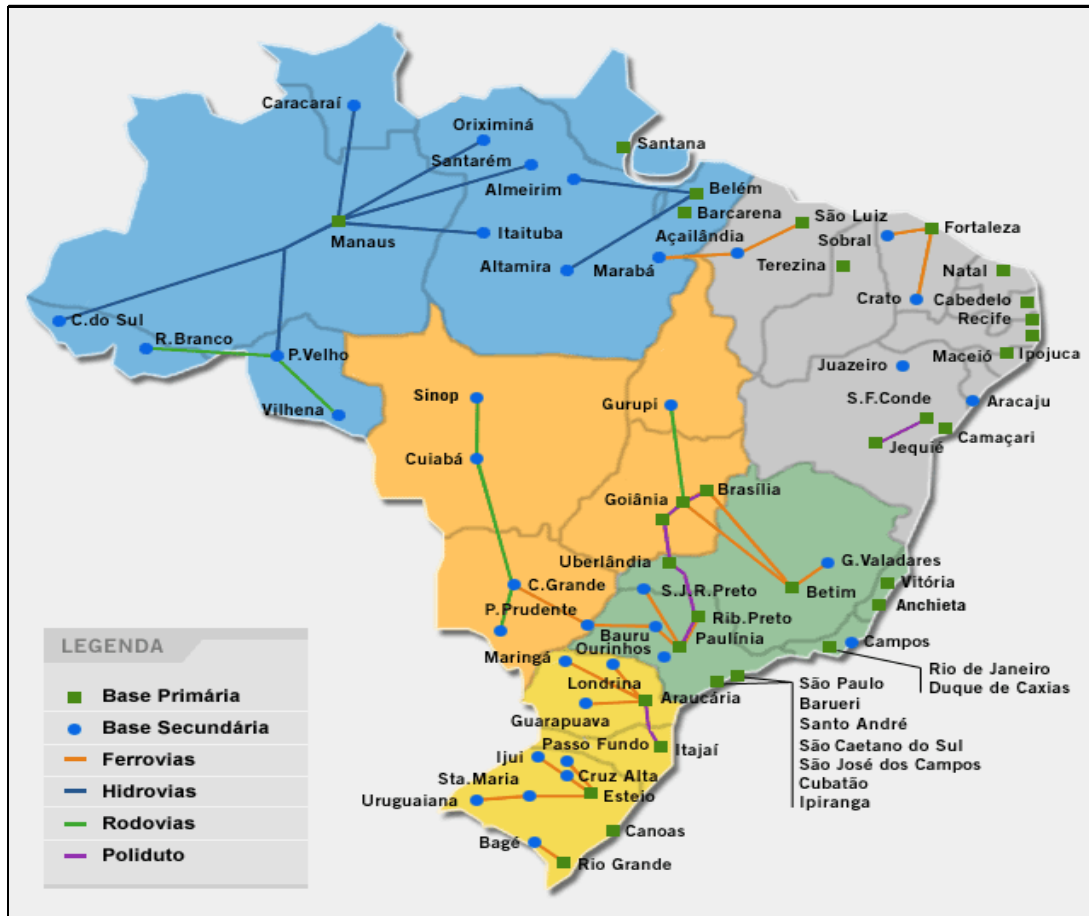 Caracaraí
Oriximiná
Santarém
Almeirim
Santana
Belém
Barcarena
Manaus
Itaituba
Altamira
Açailândia
Marabá
São Luiz
Sobral
Fortaleza
Terezina
Natal
Crato
Cabedelo
Recife
Maceió
Ipojuca
C.do Sul
R.Branco
P.Velho
Vilhena
Juazeiro
S.F.Conde
Aracaju
Camaçari
Jequié
Sinop
Gurupi
Cuiabá
Goiânia
Brasília
Uberlândia
G.Valadares
Vitória
Betim
Anchieta
C.Grande
S.J.R.Preto
P.Prudente
Rib.Preto
Bauru
Paulínia
Ourinhos
Campos
Maringá
Londrina
Araucária
Guarapuava
Rio de Janeiro
Duque de Caxias
São Paulo
Barueri
Santo André
São Caetano do Sul
São José dos Campos
Cubatão
Ipiranga
Passo Fundo
Itajaí
Ijui
Cruz Alta
Sta.Maria
Esteio
Uruguaiana
Canoas
Bagé
Rio Grande
LEGENDA
Base Primária
Base Secundária
Ferrovias
Hidrovias
Rodovias
Poliduto